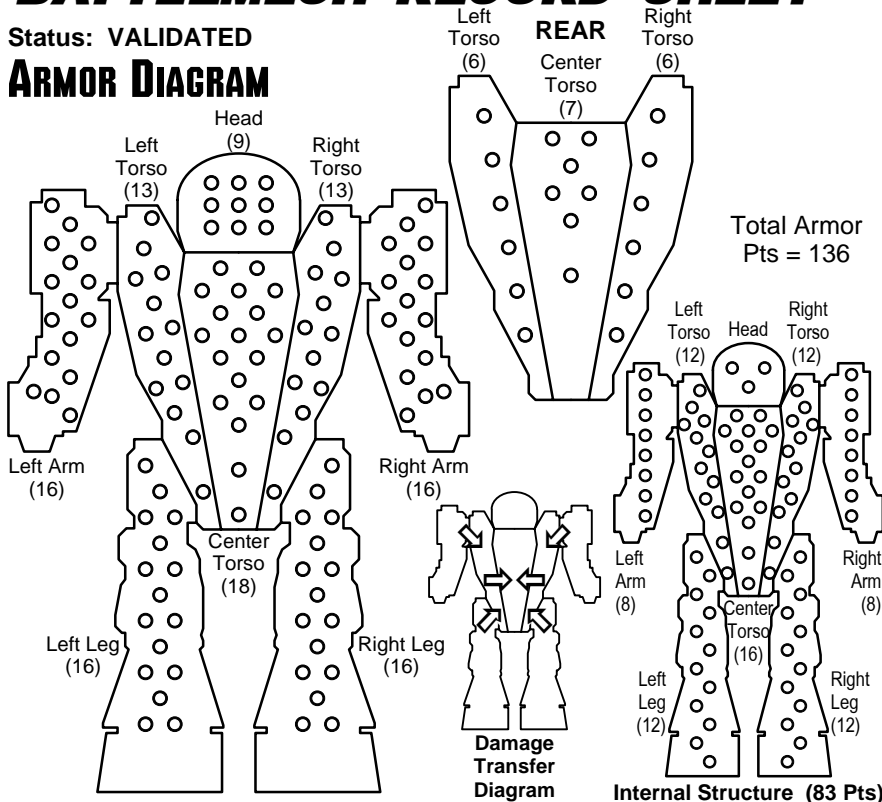 BATTLEMECH RECORD SHEET
Status: VALIDATED
ARMOR DIAGRAM
Left
Torso
(13)
Head
(9)
Right
Torso
(13)
Left
Torso
(6)
REAR
Center
Torso
(7)
Right
Torso
(6)
Total Armor
Pts = 136
Left Arm
(16)
Right Arm
(16)
Center
Torso
(18)
Left Leg
(16)
Right Leg
(16)
Damage
Transfer
Diagram
Left
Torso
(12)
Head
Right
Torso
(12)
Left
Arm
(8)
Right
Arm
(8)
Center
Torso
(16)
Left
Leg
(12)
Right
Leg
(12)
Internal Structure (83 Pts)